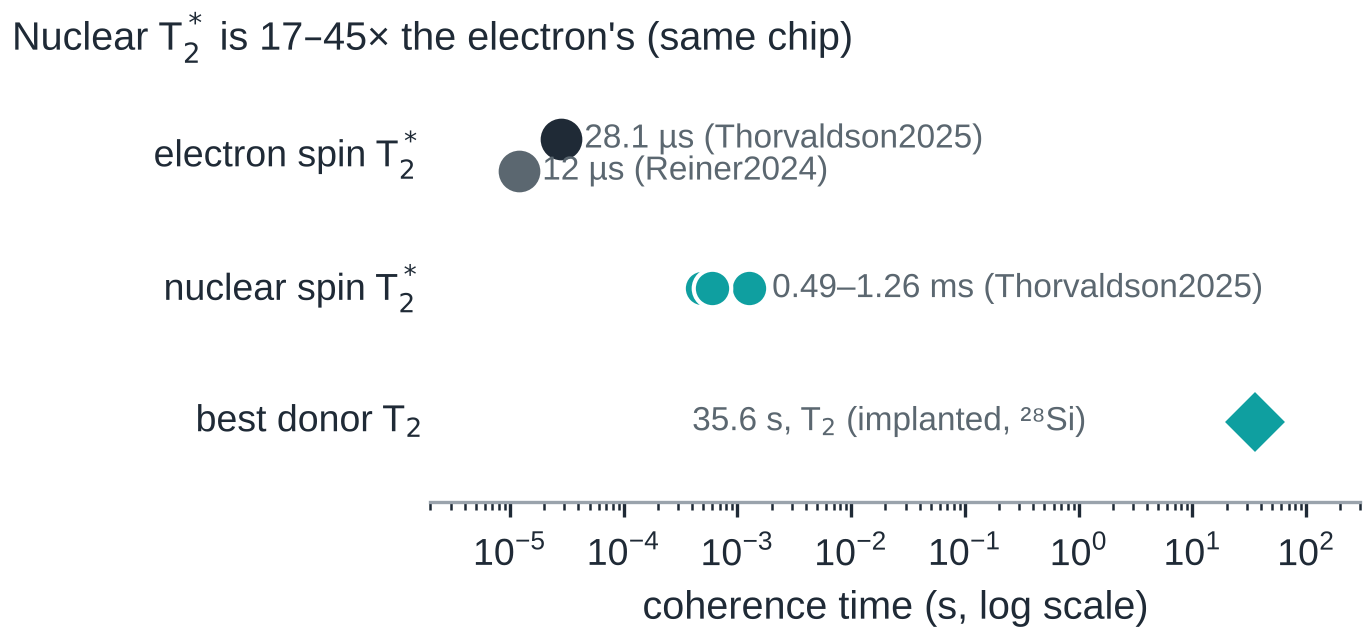 Nuclear T₂* is 17–45× the electron's (same chip)
electron spin T₂*
28.1 µs (Thorvaldson2025)
12 µs (Reiner2024)
nuclear spin T₂*
0.49–1.26 ms (Thorvaldson2025)
best donor T₂
35.6 s, T₂ (implanted, ²⁸Si)
10⁻⁵ 10⁻⁴ 10⁻³ 10⁻² 10⁻¹ 10⁰ 10¹ 10²
coherence time (s, log scale)